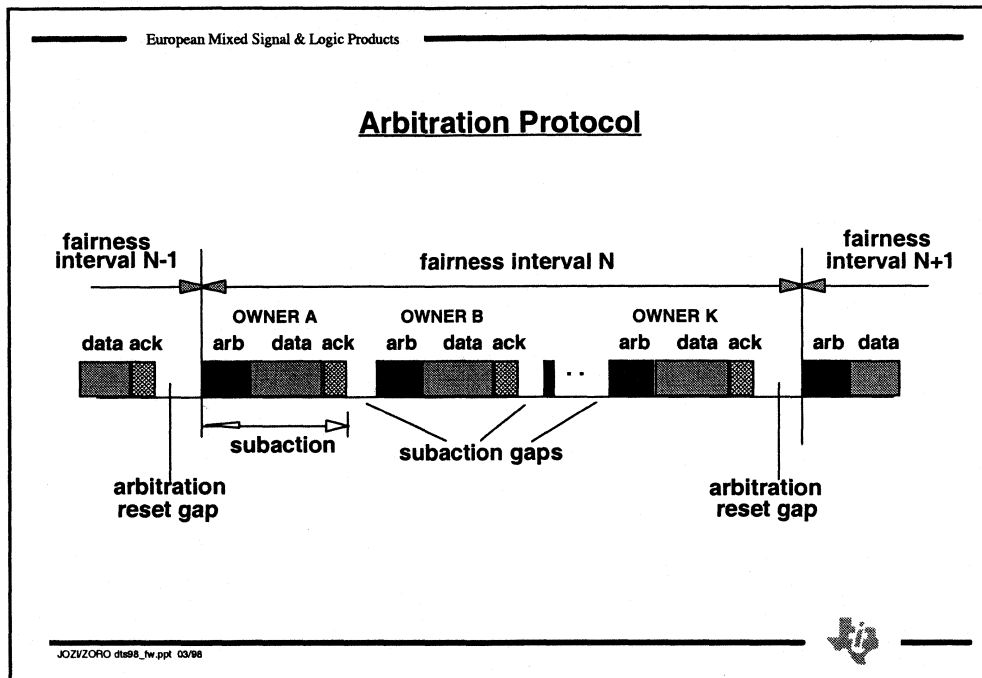 European Mixed Signal & Logic Products
Arbitration Protocol
fairness
interval N-1
fairness interval N
fairness
interval N+1
OWNER A
OWNER B
OWNER K
data ack
arb data ack
arb data ack
. .
arb data ack
arb data
subaction
subaction gaps
arbitration
reset gap
arbitration
reset gap
JOZI/ZORO dts98_fw.ppt 03/98